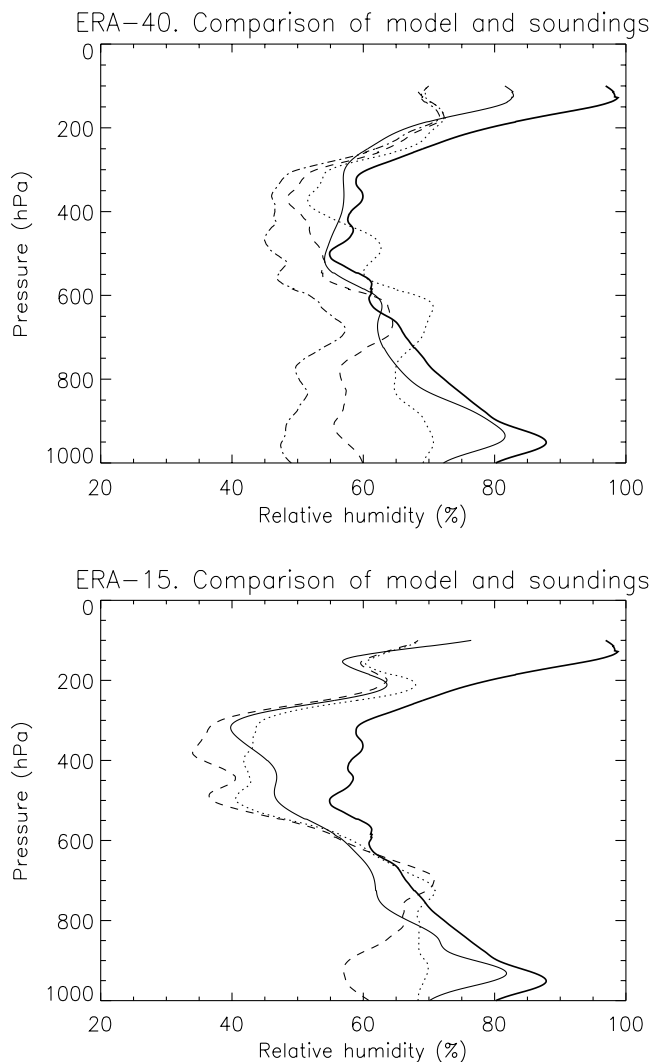 ERA-40. Comparison of model and soundings
0
200
400
600
800
1000
Pressure (hPa)
20 40 60 80 100
Relative humidity (%)
ERA-15. Comparison of model and soundings
0
200
400
600
800
1000
Pressure (hPa)
20 40 60 80 100
Relative humidity (%)